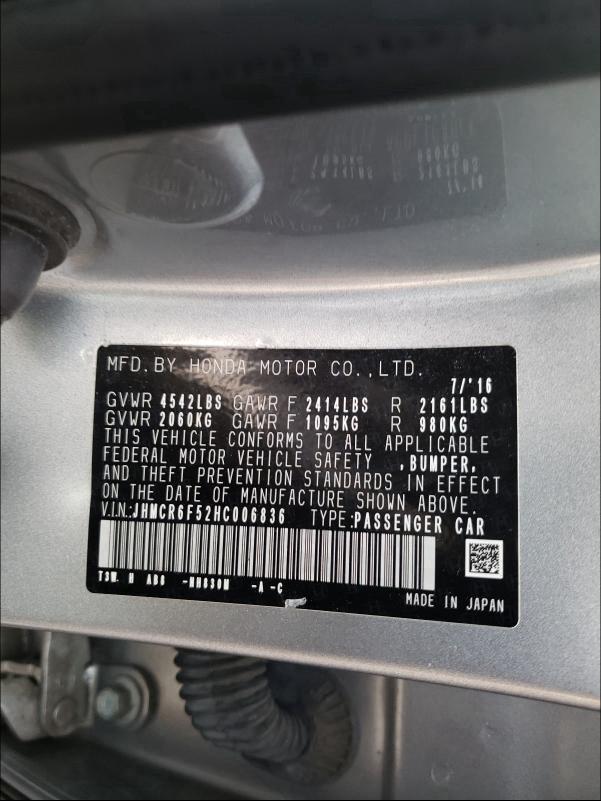 MFD. BY HONDA MOTOR CO., LTD.
7/'16
GVWR 4542LBS GAWR F 2414LBS R 2161LBS
GVWR 2060KG GAWR F 1095KG R 980KG
THIS VEHICLE CONFORMS TO ALL APPLICABLE
FEDERAL MOTOR VEHICLE SAFETY , BUMPER,
AND THEFT PREVENTION STANDARDS IN EFFECT
ON THE DATE OF MANUFACTURE SHOWN ABOVE.
V.I.N: JHMCR6F52HC006836 TYPE: PASSENGER CAR
-NH830M -A -C
MADE IN JAPAN